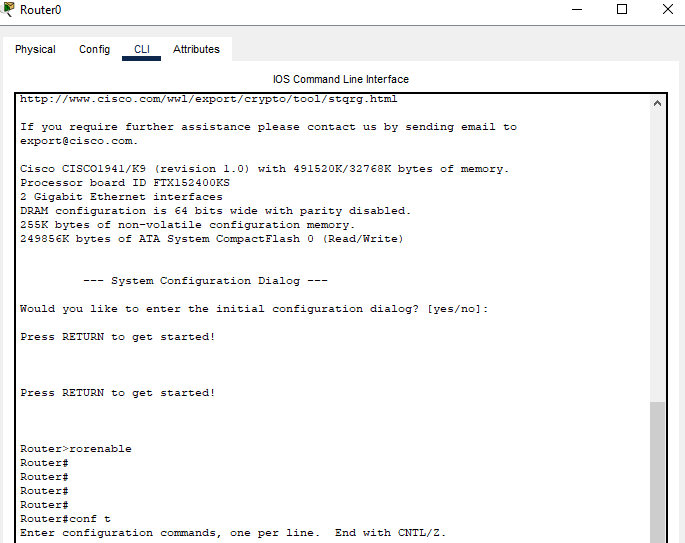 Router0
Physical Config CLI Attributes
IOS Command Line Interface
http://www.cisco.com/wwl/export/crypto/tool/stqrg.html
If you require further assistance please contact us by sending email to
export@cisco.com.
Cisco CISCO1941/K9 (revision 1.0) with 491520K/32768K bytes of memory.
Processor board ID FTX152400KS
2 Gigabit Ethernet interfaces
DRAM configuration is 64 bits wide with parity disabled.
255K bytes of non-volatile configuration memory.
249856K bytes of ATA System CompactFlash 0 (Read/Write)
--- System Configuration Dialog ---
Would you like to enter the initial configuration dialog? [yes/no]:
Press RETURN to get started!
Press RETURN to get started!
Router>rorenable
Router#
Router#
Router#
Router#
Router#conf t
Enter configuration commands, one per line.  End with CNTL/Z.